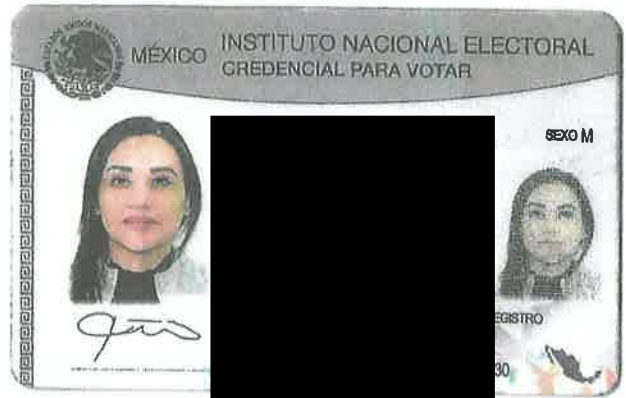 MÉXICO
INSTITUTO NACIONAL ELECTORAL
CREDENCIAL PARA VOTAR
SEXO M
EGISTRO
30